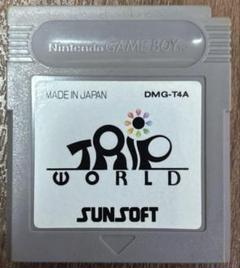 Nintendo GAME BOY
MADE IN JAPAN DMG-T4A
TRIP
WORLD
SUNSOFT